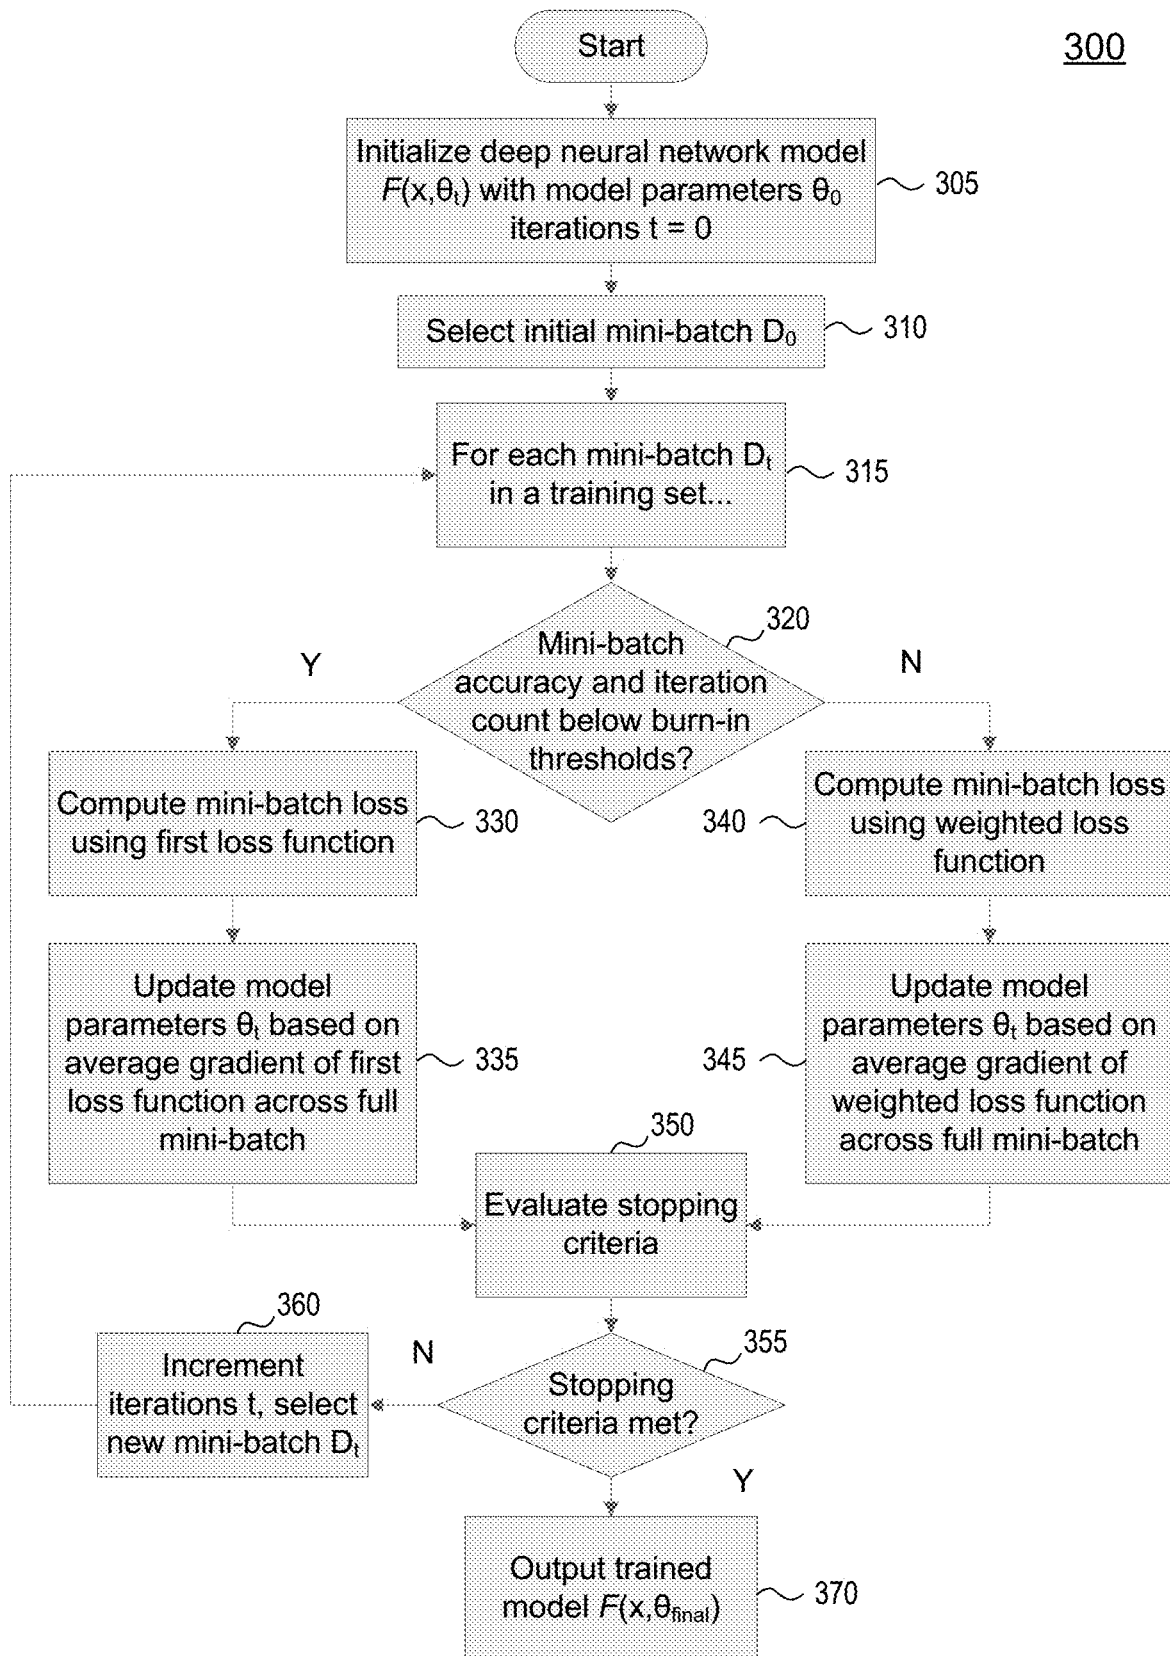 Start
300
Initialize deep neural network model
F(x,θt) with model parameters θ0
iterations t = 0
305
Select initial mini-batch D0
310
For each mini-batch Dt
in a training set...
315
320
Mini-batch
accuracy and iteration
count below burn-in
thresholds?
Y
N
Compute mini-batch loss
using first loss function
330
340
Compute mini-batch loss
using weighted loss
function
Update model
parameters θt based on
average gradient of first
loss function across full
mini-batch
335
345
Update model
parameters θt based on
average gradient of
weighted loss function
across full mini-batch
350
Evaluate stopping
criteria
360
Increment
iterations t, select
new mini-batch Dt
N
355
Stopping
criteria met?
Y
Output trained
model F(x,θfinal)
370